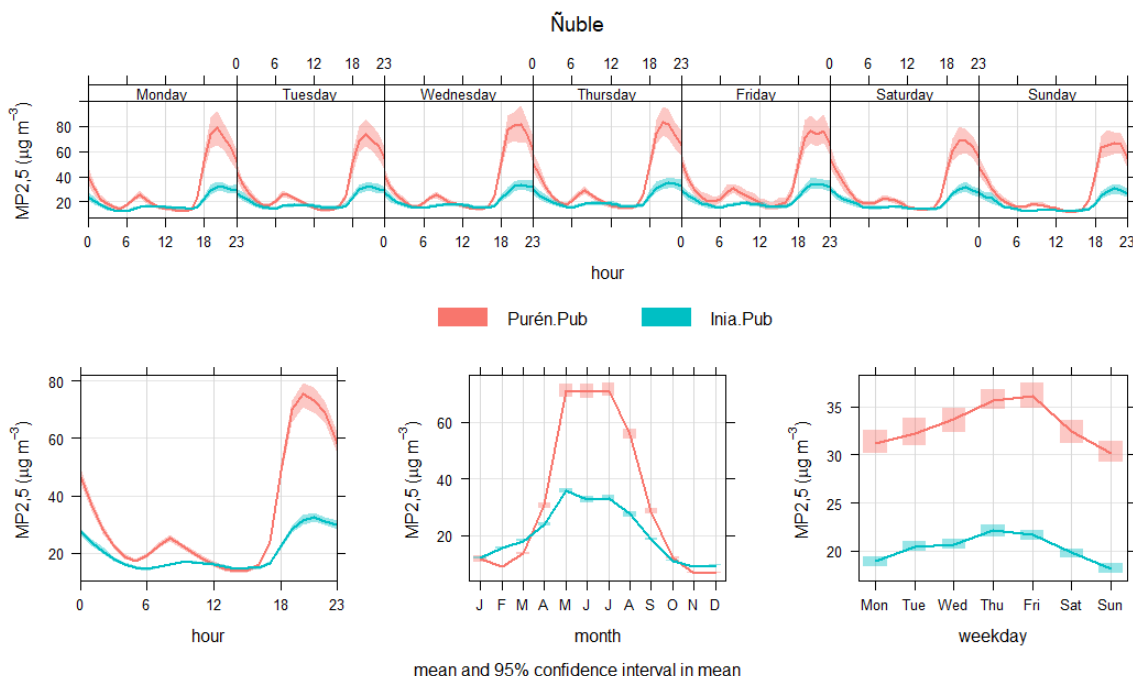 Ñuble
0 6 12 18 23 0 6 12 18 23 0 6 12 18 23
Monday Tuesday Wednesday Thursday Friday Saturday Sunday
MP2,5 (µg m⁻³)
80
60
40
20
0 6 12 18 23 0 6 12 18 23 0 6 12 18 23 0 6 12 18 23
hour
Purén.Pub Inia.Pub
MP2,5 (µg m⁻³)
80
60
40
20
0 6 12 18 23
hour
MP2,5 (µg m⁻³)
60
40
20
J F M A M J J A S O N D
month
MP2,5 (µg m⁻³)
35
30
25
20
Mon Tue Wed Thu Fri Sat Sun
weekday
mean and 95% confidence interval in mean